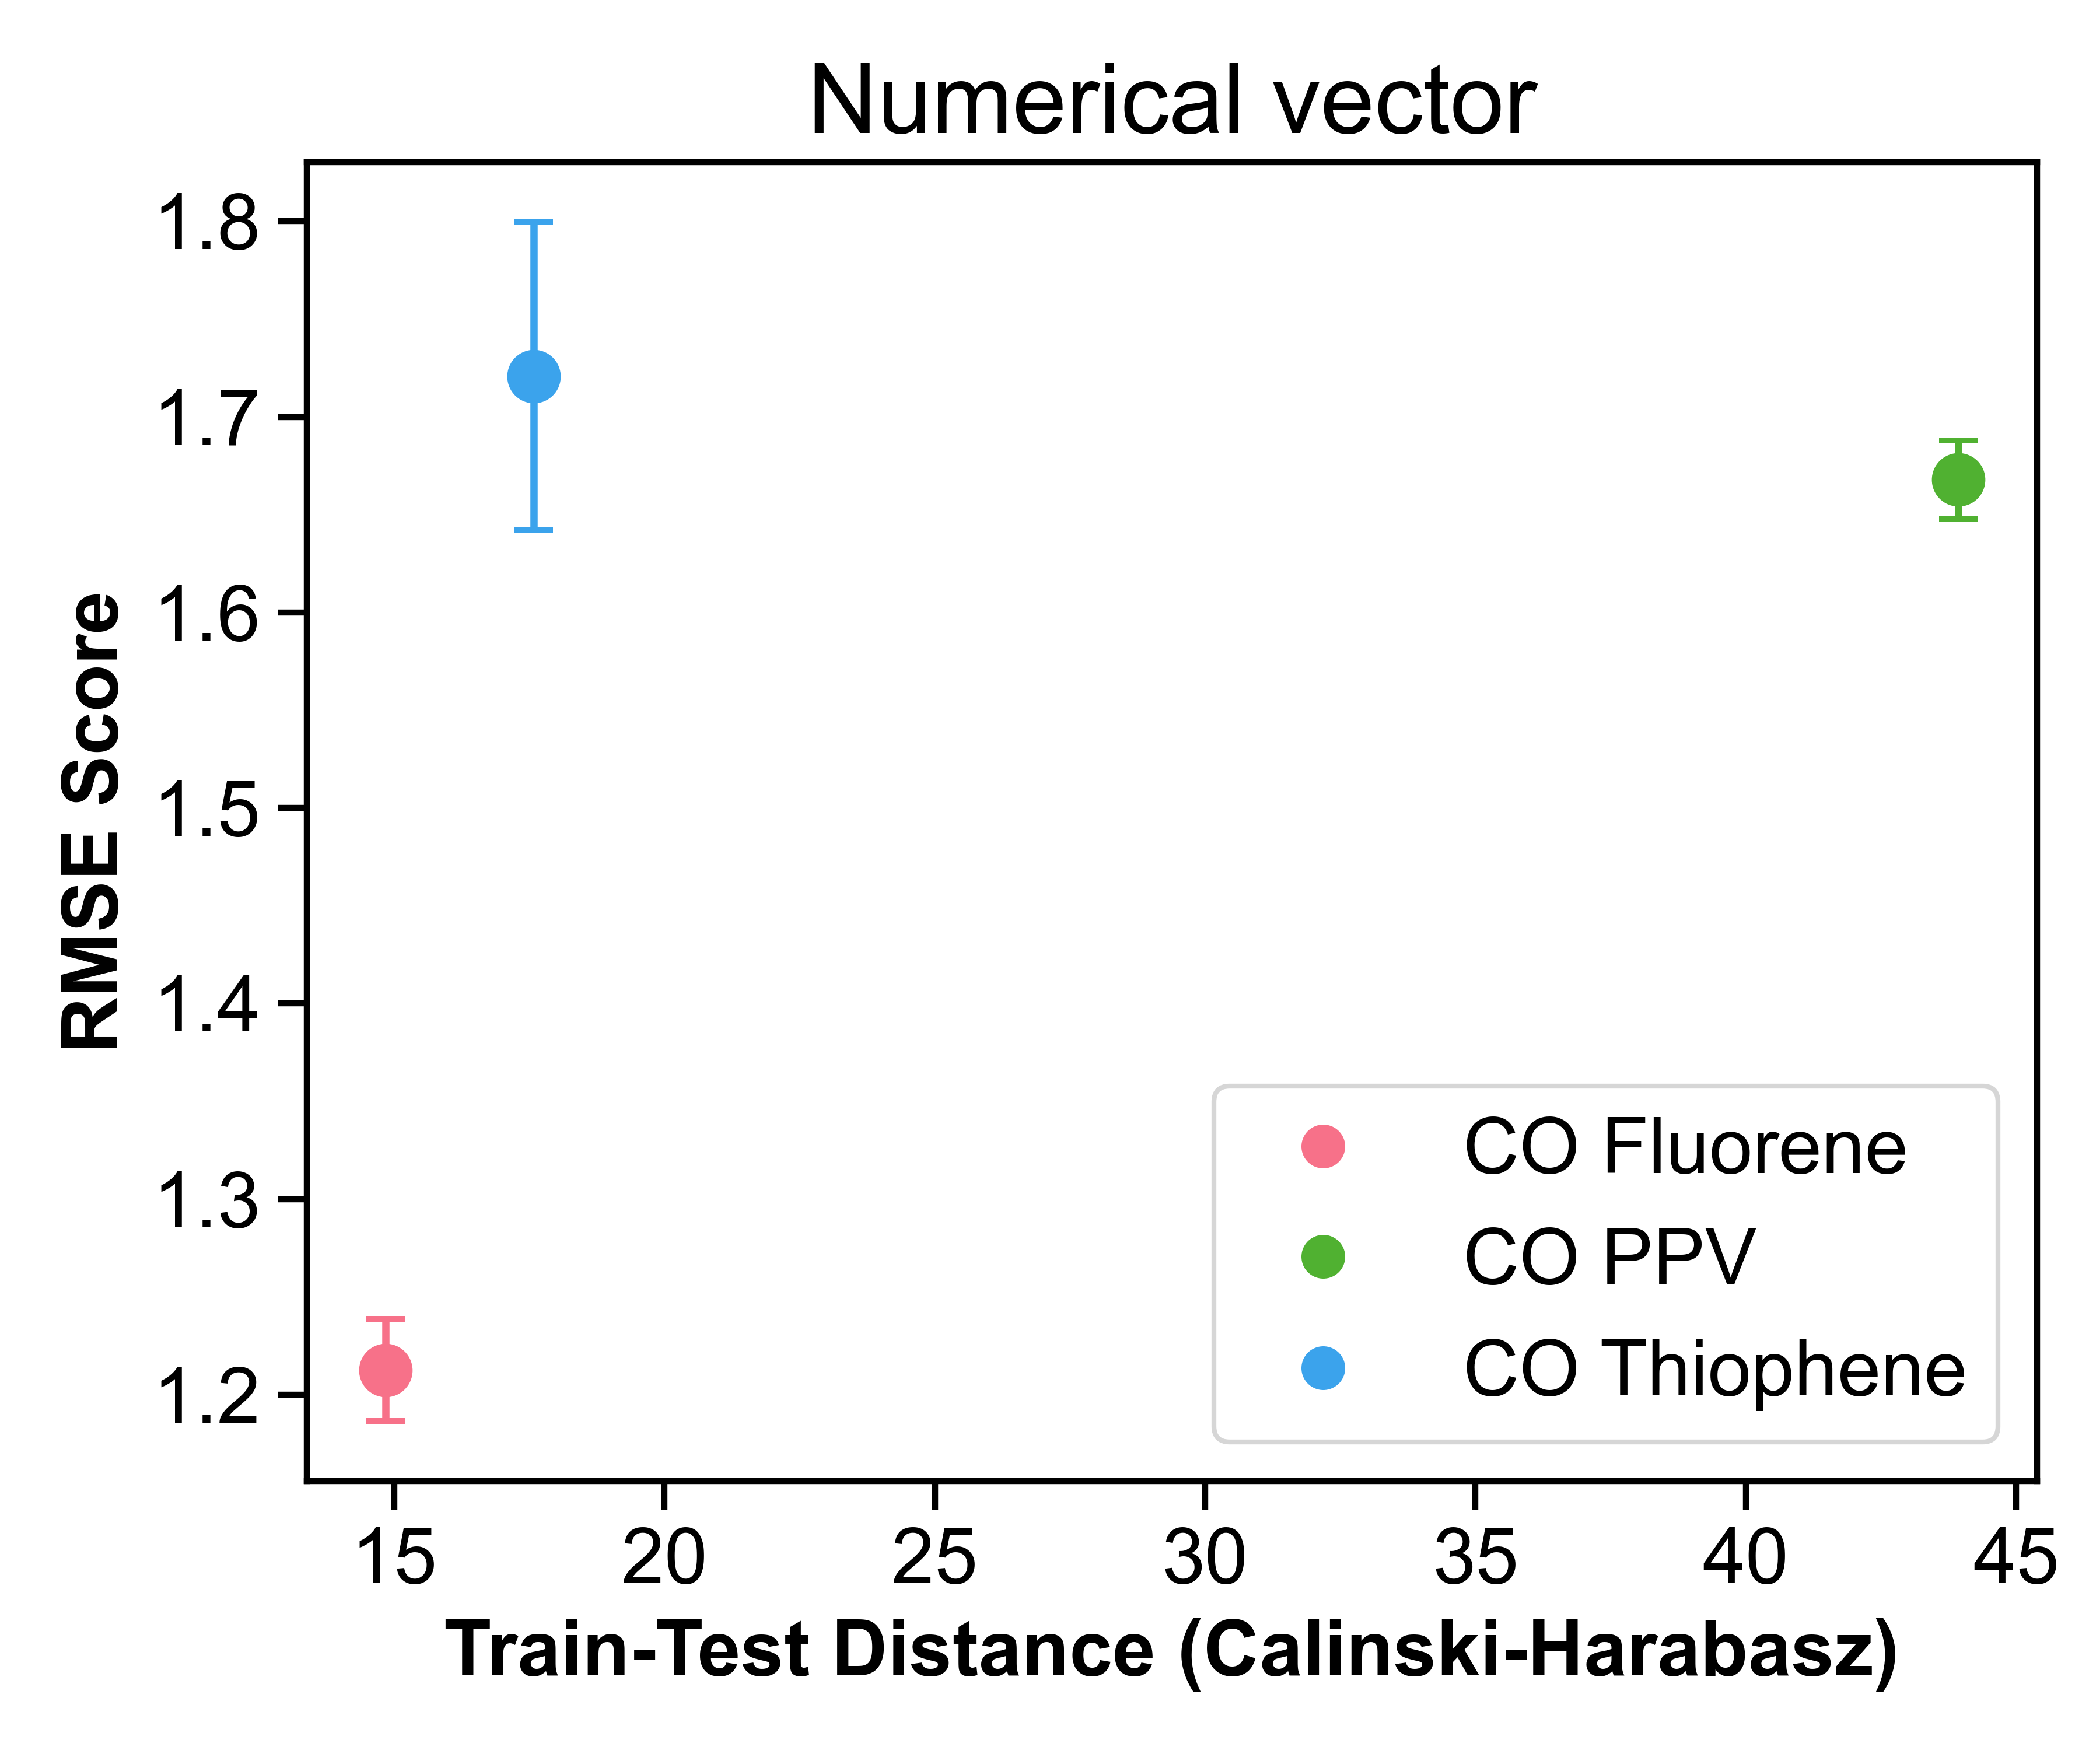 Numerical vector
RMSE Score
1.8
1.7
1.6
1.5
1.4
1.3
1.2
CO Fluorene
CO PPV
CO Thiophene
15 20 25 30 35 40 45
Train-Test Distance (Calinski-Harabasz)